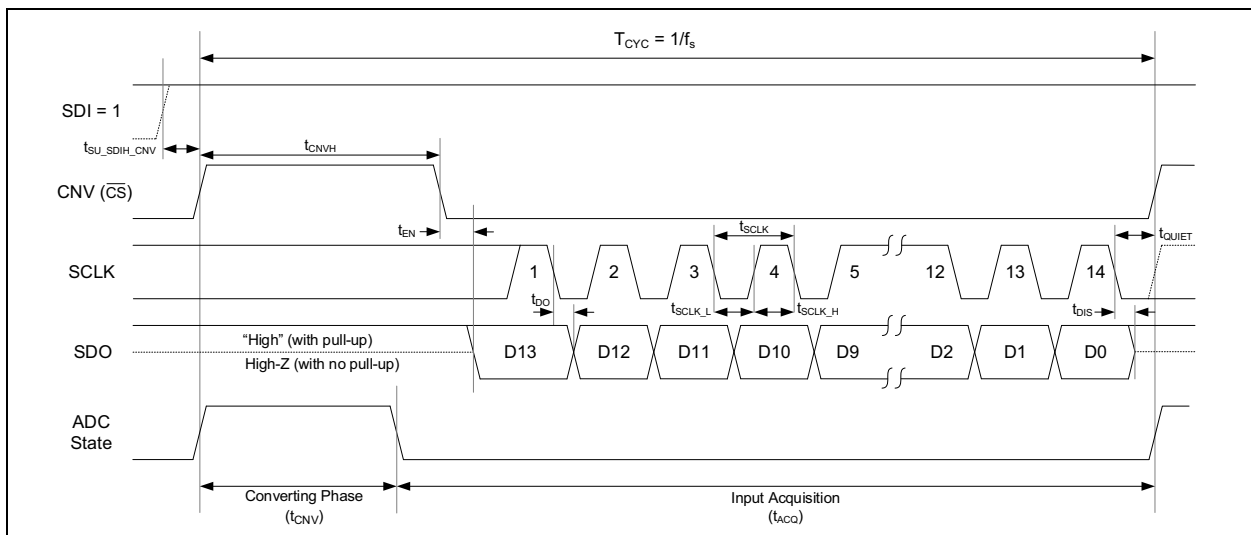 TCYC = 1/fs
SDI = 1
tSU_SDIH_CNV
tCNVH
CNV (C̅S̅)
tEN
tSCLK
tQUIET
SCLK
1 2 3 4 5 12 13 14
tDO
tSCLK_L
tSCLK_H
tDIS
SDO
“High” (with pull-up)
High-Z (with no pull-up)
D13 D12 D11 D10 D9 D2 D1 D0
ADC
State
Converting Phase
(tCNV)
Input Acquisition
(tACQ)